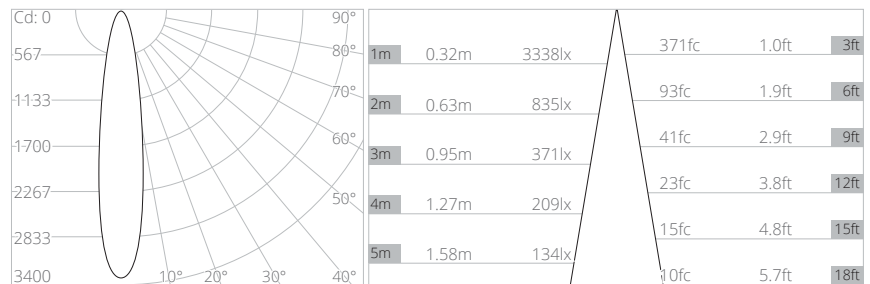 Cd: 0
567
1133
1700
2267
2833
3400
90°
80°
70°
60°
50°
10° 20° 30° 40°
1m 0.32m 3338lx
2m 0.63m 835lx
3m 0.95m 371lx
4m 1.27m 209lx
5m 1.58m 134lx
371fc 1.0ft 3ft
93fc 1.9ft 6ft
41fc 2.9ft 9ft
23fc 3.8ft 12ft
15fc 4.8ft 15ft
10fc 5.7ft 18ft